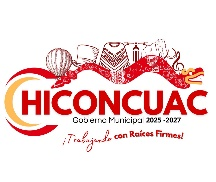 CHICONCUAC
Gobierno Municipal 2025-2027
¡Trabajando con Raíces Firmes!